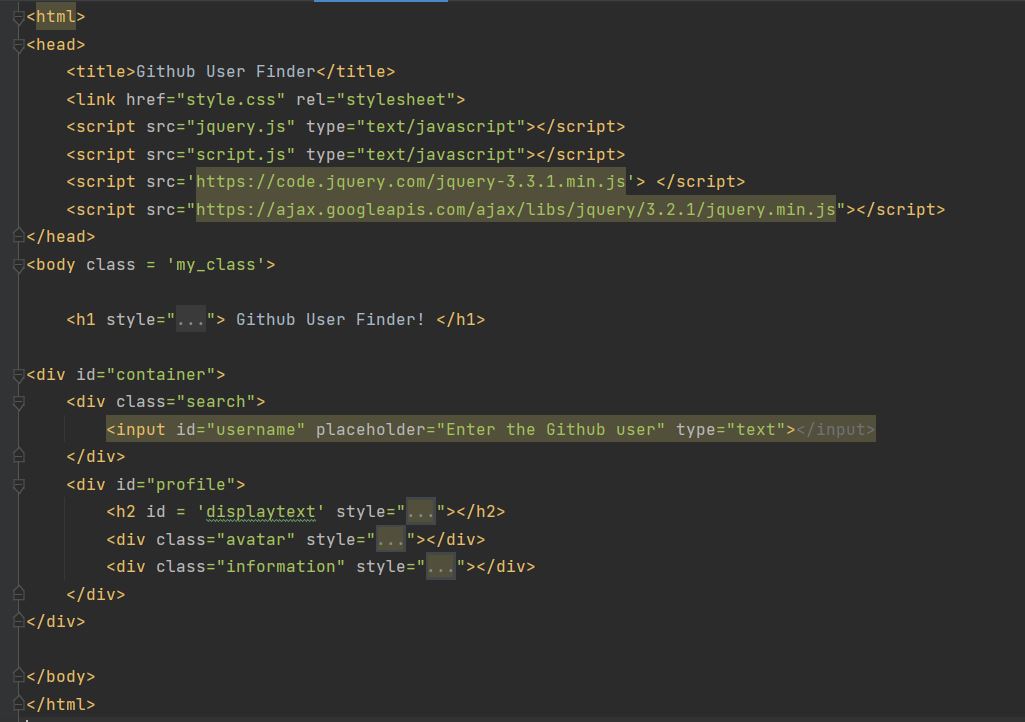 <html>
<head>
    <title>Github User Finder</title>
    <link href="style.css" rel="stylesheet">
    <script src="jquery.js" type="text/javascript"></script>
    <script src="script.js" type="text/javascript"></script>
    <script src='https://code.jquery.com/jquery-3.3.1.min.js'> </script>
    <script src="https://ajax.googleapis.com/ajax/libs/jquery/3.2.1/jquery.min.js"></script>
</head>
<body class = 'my_class'>
    <h1 style="..."> Github User Finder! </h1>
<div id="container">
    <div class="search">
        <input id="username" placeholder="Enter the Github user" type="text"></input>
    </div>
    <div id="profile">
        <h2 id = 'displaytext' style="..."></h2>
        <div class="avatar" style="..."></div>
        <div class="information" style="..."></div>
    </div>
</div>
</body>
</html>